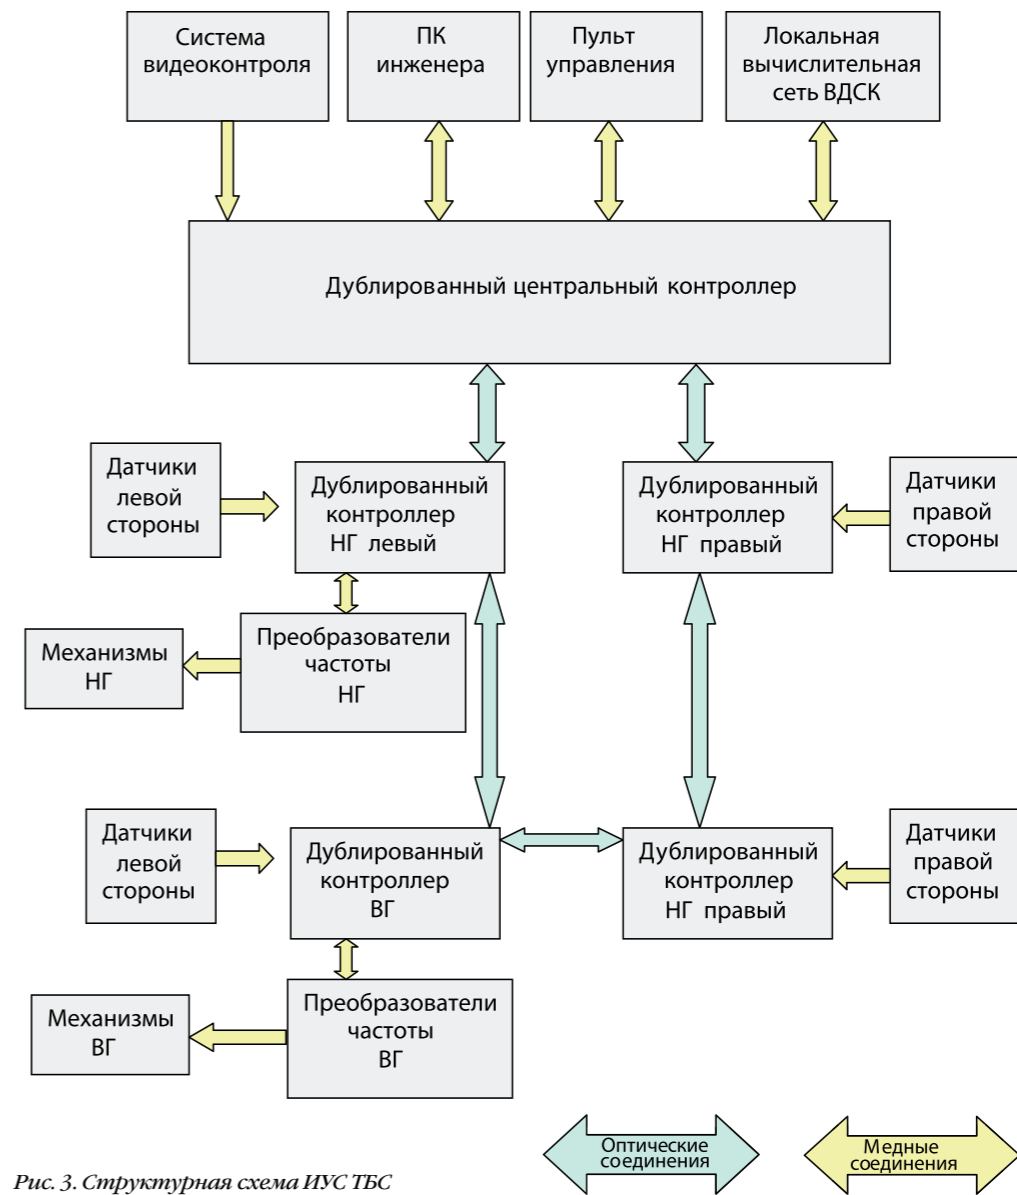 Система
видеоконтроля
ПК
инженера
Пульт
управления
Локальная
вычислительная
сеть ВДСК
Дублированный центральный контроллер
Датчики
левой
стороны
Дублированный
контроллер
НГ левый
Дублированный
контроллер
НГ правый
Датчики
правой
стороны
Механизмы
НГ
Преобразователи
частоты
НГ
Датчики
левой
стороны
Дублированный
контроллер
ВГ
Дублированный
контроллер
НГ правый
Датчики
правой
стороны
Механизмы
ВГ
Преобразователи
частоты
ВГ
Оптические
соединения
Медные
соединения
Рис. 3. Структурная схема ИУС ТБС